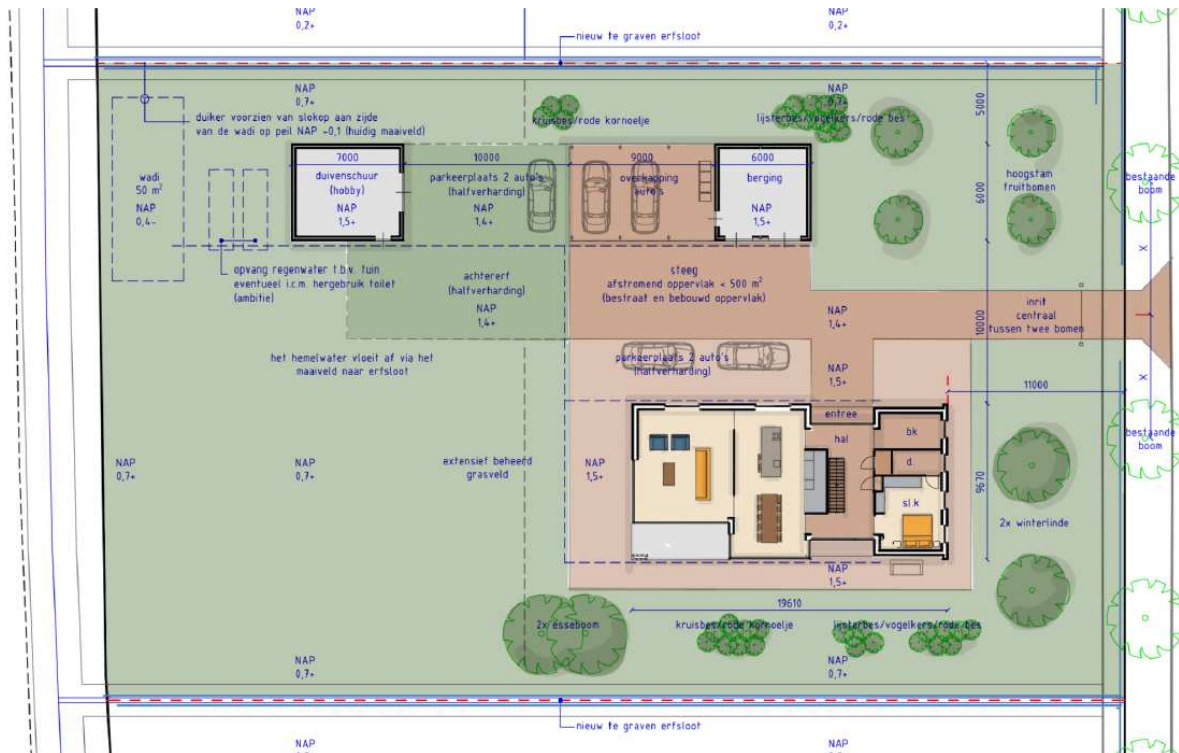 NAP
0,2+
NAP
0,2+
nieuw te graven erfsloot
NAP
0,7+
NAP
0,7+
duiker voorzien van slokop aan zijde
van de wadi op peil NAP -0,1 (huidig maaiveld)
kruisbes/rode kornoelje
lijsterbes/vogelkers/rode bes
5000
wadi
50 m²
NAP
0,4-
7000
duivenschuur
(hobby)
NAP
1,5+
10000
parkeerplaats 2 auto's
(halfverharding)
NAP
1,4+
9000
overkapping
auto's
6000
berging
NAP
1,5+
6000
hoogstam
fruitbomen
bestaande
boom
X
opvang regenwater t.b.v. tuin
eventueel i.c.m. hergebruik toilet
(ambitie)
achtererf
(halfverharding)
NAP
1,4+
steeg
afstromend oppervlak < 500 m²
(bestraat en bebouwd oppervlak)
NAP
1,4+
10000
inrit
centraal
tussen twee bomen
het hemelwater vloeit af via het
maaiveld naar erfsloot
parkeerplaats 2 auto's
(halfverharding)
NAP
1,5+
X
11000
entree
hal
bk
d.
sl.k
bestaande
boom
NAP
0,7+
NAP
0,7+
extensief beheerd
grasveld
NAP
1,5+
9670
2x winterlinde
NAP
1,5+
19610
2x esseboom
kruisbes/rode kornoelje
lijsterbes/vogelkers/rode bes
NAP
0,7+
NAP
0,7+
nieuw te graven erfsloot
NAP
NAP